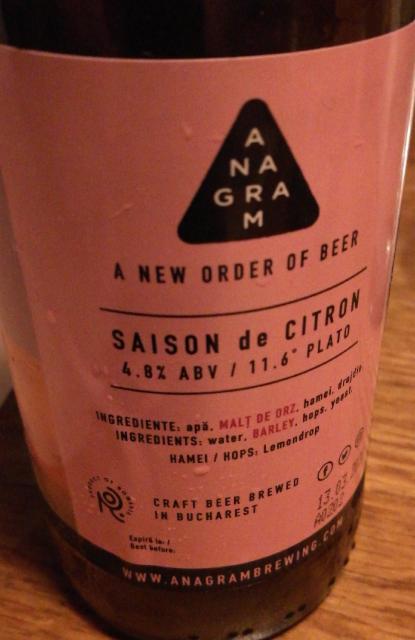 A
N A
G R A
M
A NEW ORDER OF BEER
SAISON de CITRON
4.8% ABV / 11.6° PLATO
INGREDIENTE: apă, MALȚ DE ORZ, hamei, drojdie
INGREDIENTS: water, BARLEY, hops, yeast.
HAMEI / HOPS: Lemondrop
CRAFT BEER BREWED
IN BUCHAREST
13.03.
Expiră la: /
Best before:
WWW.ANAGRAMBREWING.COM